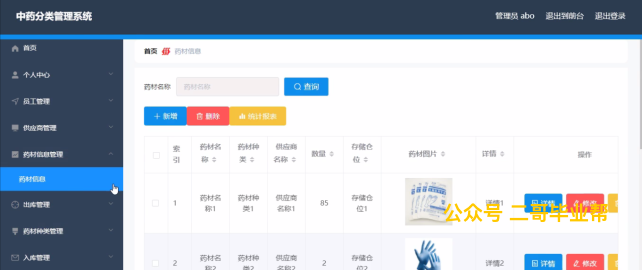 中药分类管理系统
管理员 abo 退出到前台 退出登录
首页
个人中心
员工管理
供应商管理
药材信息管理
药材信息
出库管理
药材种类管理
入库管理
首页 药材信息
药材名称 药材名称 查询
+ 新增 删除 统计报表
索引 药材名称 药材种类 供应商名称 数量 存储仓位 药材图片 详情 操作
1 药材名称1 药材种类1 供应商名称1 85 存储仓位1 详情1 详情 修改
2 药材名称2 药材种类2 供应商名称2 2 存储仓位2 详情2 详情 修改
公众号 二哥毕业帮